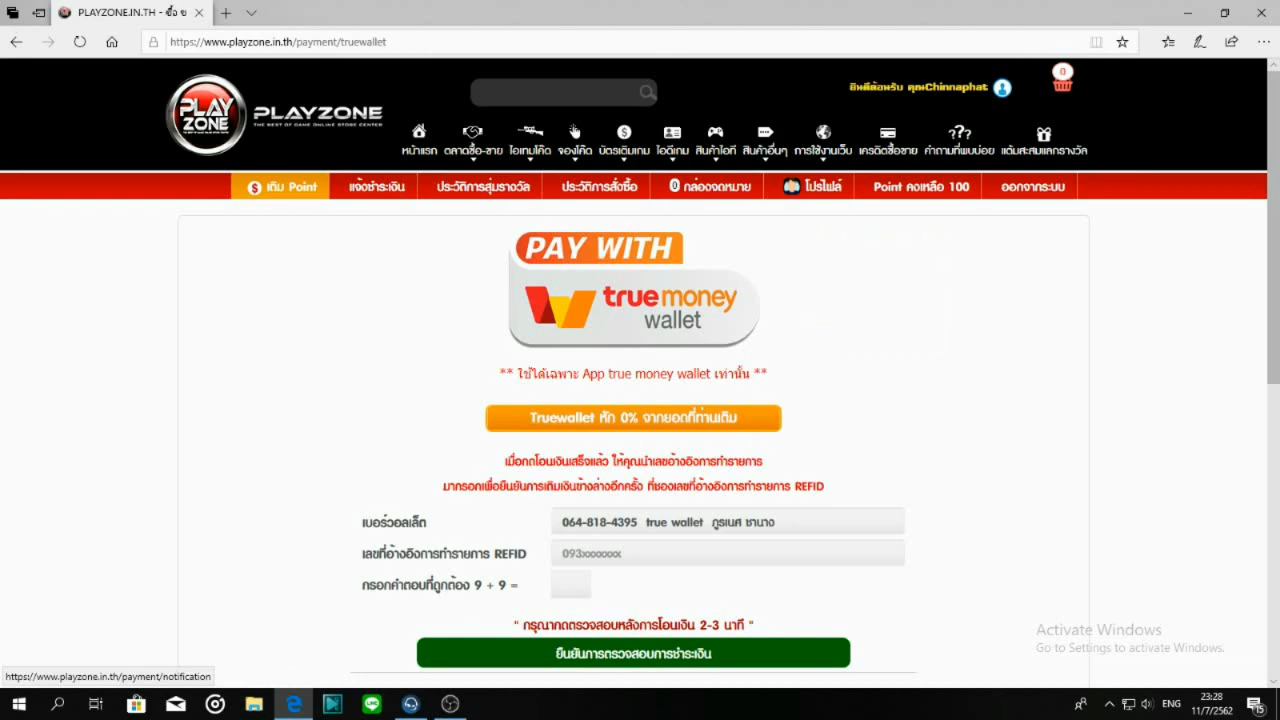 PLAYZONE.IN.TH - ซื้อ ข
https://www.playzone.in.th/payment/truewallet
PLAY ZONE
PLAYZONE
THE BEST OF GAME ONLINE STORE CENTER
ยินดีต้อนรับ คุณChinnaphat
0
หน้าแรก ตลาดซื้อ-ขาย ไอเทมโค๊ด จองโค๊ด บัตรเติมเกม ไอดีเกม สินค้าไอที สินค้าอื่นๆ การใช้งานเว็บ เครดิตซื้อขาย คำถามที่พบบ่อย แต้มสะสมแลกรางวัล
$ เติม Point แจ้งชำระเงิน ประวัติการสุ่มรางวัล ประวัติการสั่งซื้อ 0 กล่องจดหมาย โปรไฟล์ Point คงเหลือ 100 ออกจากระบบ
PAY WITH
truemoney
wallet
** ใช้ได้เฉพาะ App true money wallet เท่านั้น **
Truewallet หัก 0% จากยอดที่ท่านเติม
เมื่อกดโอนเงินเสร็จแล้ว ให้คุณนำเลขอ้างอิงการทำรายการ
มากรอกเพื่อยืนยันการเติมเงินข้างล่างอีกครั้ง ที่ช่องเลขที่อ้างอิงการทำรายการ REFID
เบอร์วอลเล็ต 064-818-4395 true wallet ภูรเนศ ชานาง
เลขที่อ้างอิงการทำรายการ REFID 093xxxxxxx
กรอกคำตอบที่ถูกต้อง 9 + 9 =
" กรุณากดตรวจสอบหลังการโอนเงิน 2-3 นาที "
ยืนยันการตรวจสอบการชำระเงิน
Activate Windows
Go to Settings to activate Windows.
https://www.playzone.in.th/payment/notification
ENG
23:28
11/7/2562
15